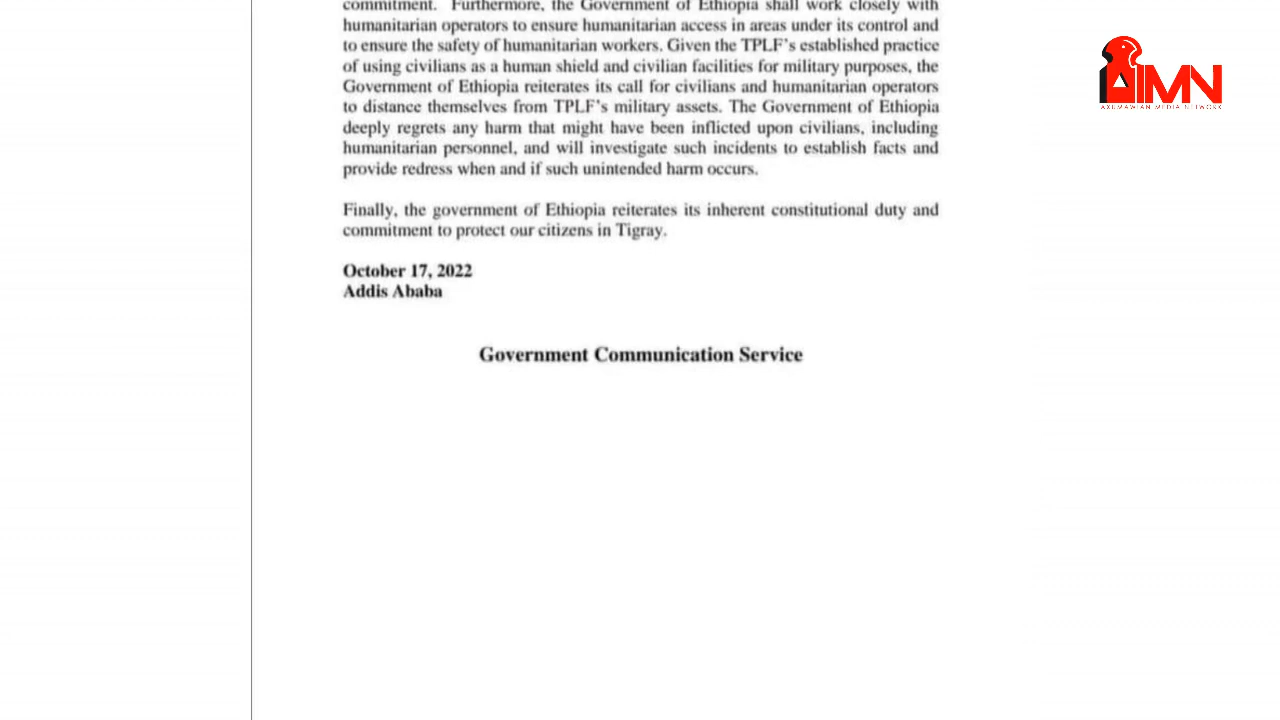 commitment. Furthermore, the Government of Ethiopia shall work closely with
humanitarian operators to ensure humanitarian access in areas under its control and
to ensure the safety of humanitarian workers. Given the TPLF's established practice
of using civilians as a human shield and civilian facilities for military purposes, the
Government of Ethiopia reiterates its call for civilians and humanitarian operators
to distance themselves from TPLF's military assets. The Government of Ethiopia
deeply regrets any harm that might have been inflicted upon civilians, including
humanitarian personnel, and will investigate such incidents to establish facts and
provide redress when and if such unintended harm occurs.
Finally, the government of Ethiopia reiterates its inherent constitutional duty and
commitment to protect our citizens in Tigray.
October 17, 2022
Addis Ababa
Government Communication Service
AMN
AXUMAWIAN MEDIA NETWORK